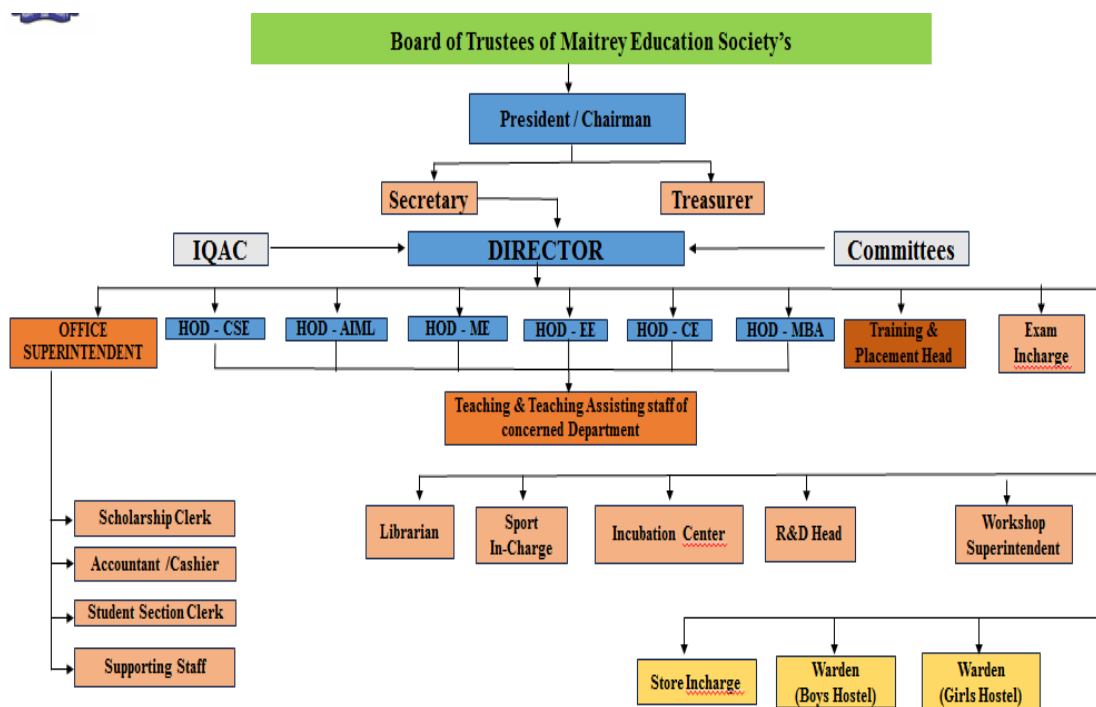 Board of Trustees of Maitrey Education Society's
President / Chairman
Secretary
Treasurer
IQAC
DIRECTOR
Committees
OFFICE
SUPERINTENDENT
HOD - CSE
HOD - AIML
HOD - ME
HOD - EE
HOD - CE
HOD - MBA
Training &
Placement Head
Exam
Incharge
Teaching & Teaching Assisting staff of
concerned Department
Scholarship Clerk
Accountant /Cashier
Student Section Clerk
Supporting Staff
Librarian
Sport
In-Charge
Incubation Center
R&D Head
Workshop
Superintendent
Store Incharge
Warden
(Boys Hostel)
Warden
(Girls Hostel)